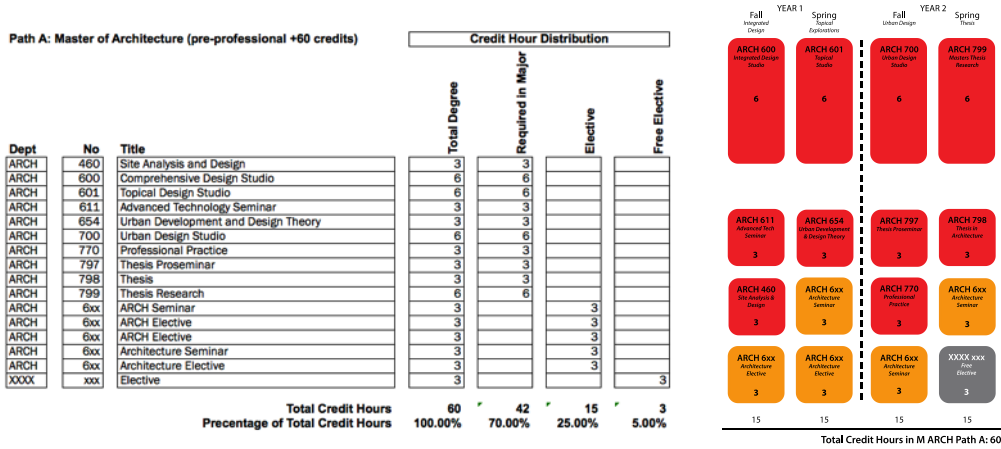 Path A: Master of Architecture (pre-professional +60 credits)
Credit Hour Distribution
Dept No Title Total Degree Required in Major Elective Free Elective
ARCH 460 Site Analysis and Design 3 3
ARCH 600 Comprehensive Design Studio 6 6
ARCH 601 Topical Design Studio 6 6
ARCH 611 Advanced Technology Seminar 3 3
ARCH 654 Urban Development and Design Theory 3 3
ARCH 700 Urban Design Studio 6 6
ARCH 770 Professional Practice 3 3
ARCH 797 Thesis Proseminar 3 3
ARCH 798 Thesis 3 3
ARCH 799 Thesis Research 6 6
ARCH 6xx ARCH Seminar 3 3
ARCH 6xx ARCH Elective 3 3
ARCH 6xx ARCH Elective 3 3
ARCH 6xx Architecture Seminar 3 3
ARCH 6xx Architecture Elective 3 3
XXXX xxx Elective 3 3
Total Credit Hours 60 42 15 3
Precentage of Total Credit Hours 100.00% 70.00% 25.00% 5.00%
YEAR 1 YEAR 2
Fall Spring Fall Spring
Integrated Topical Urban Design Thesis
Design Explorations
ARCH 600 ARCH 601 ARCH 700 ARCH 799
Integrated Design Topical Urban Design Masters Thesis
Studio Studio Studio Research
6 6 6 6
ARCH 611 ARCH 654 ARCH 797 ARCH 798
Advanced Tech Urban Development Thesis Proseminar Thesis in
Seminar & Design Theory Architecture
3 3 3 3
ARCH 460 ARCH 6xx ARCH 770 ARCH 6xx
Site Analysis & Architecture Professional Architecture
Design Seminar Practice Seminar
3 3 3 3
ARCH 6xx ARCH 6xx ARCH 6xx XXXX xxx
Architecture Architecture Architecture Free
Elective Elective Seminar Elective
3 3 3 3
15 15 15 15
Total Credit Hours in M ARCH Path A: 60